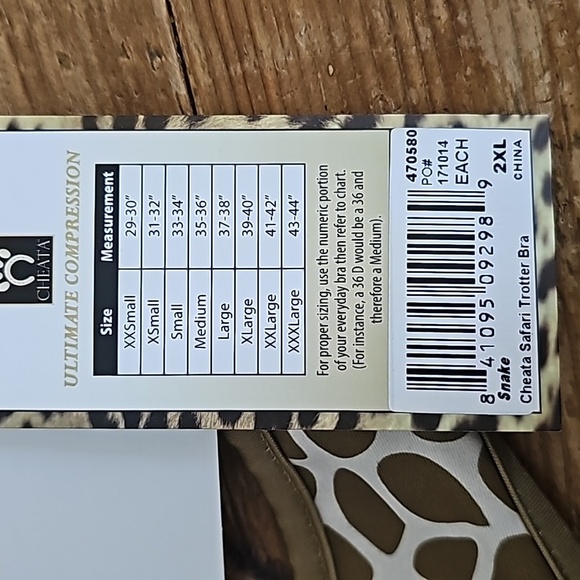 CHEATA
ULTIMATE COMPRESSION
Size Measurement
XXSmall 29-30"
XSmall 31-32"
Small 33-34"
Medium 35-36"
Large 37-38"
XLarge 39-40"
XXLarge 41-42"
XXXLarge 43-44"
For proper sizing, use the numeric portion
of your everyday bra then refer to chart.
(For instance, a 36 D would be a 36 and
therefore a Medium).
470580
PO#
171014
EACH
8 41095 09298 9
Snake
2XL
Cheata Safari Trotter Bra
CHINA